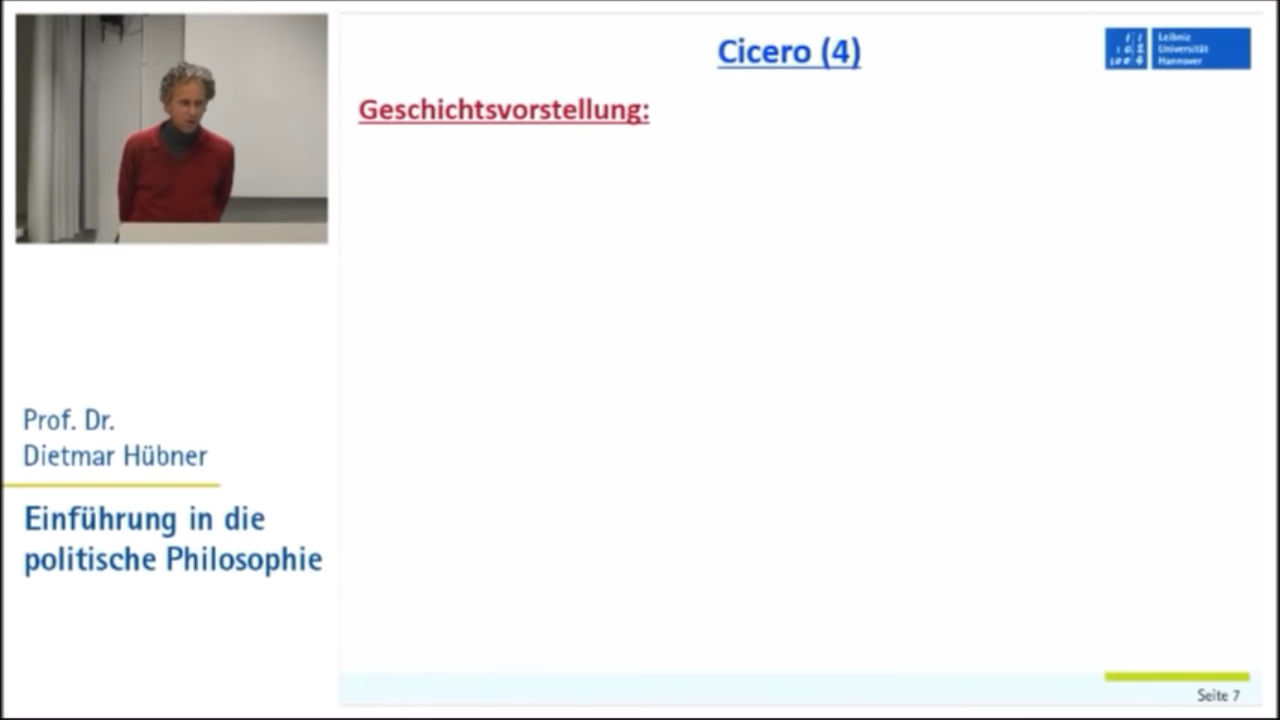 Cicero (4)
Leibniz
Universität
Hannover
Geschichtsvorstellung:
Prof. Dr.
Dietmar Hübner
Einführung in die
politische Philosophie
Seite 7